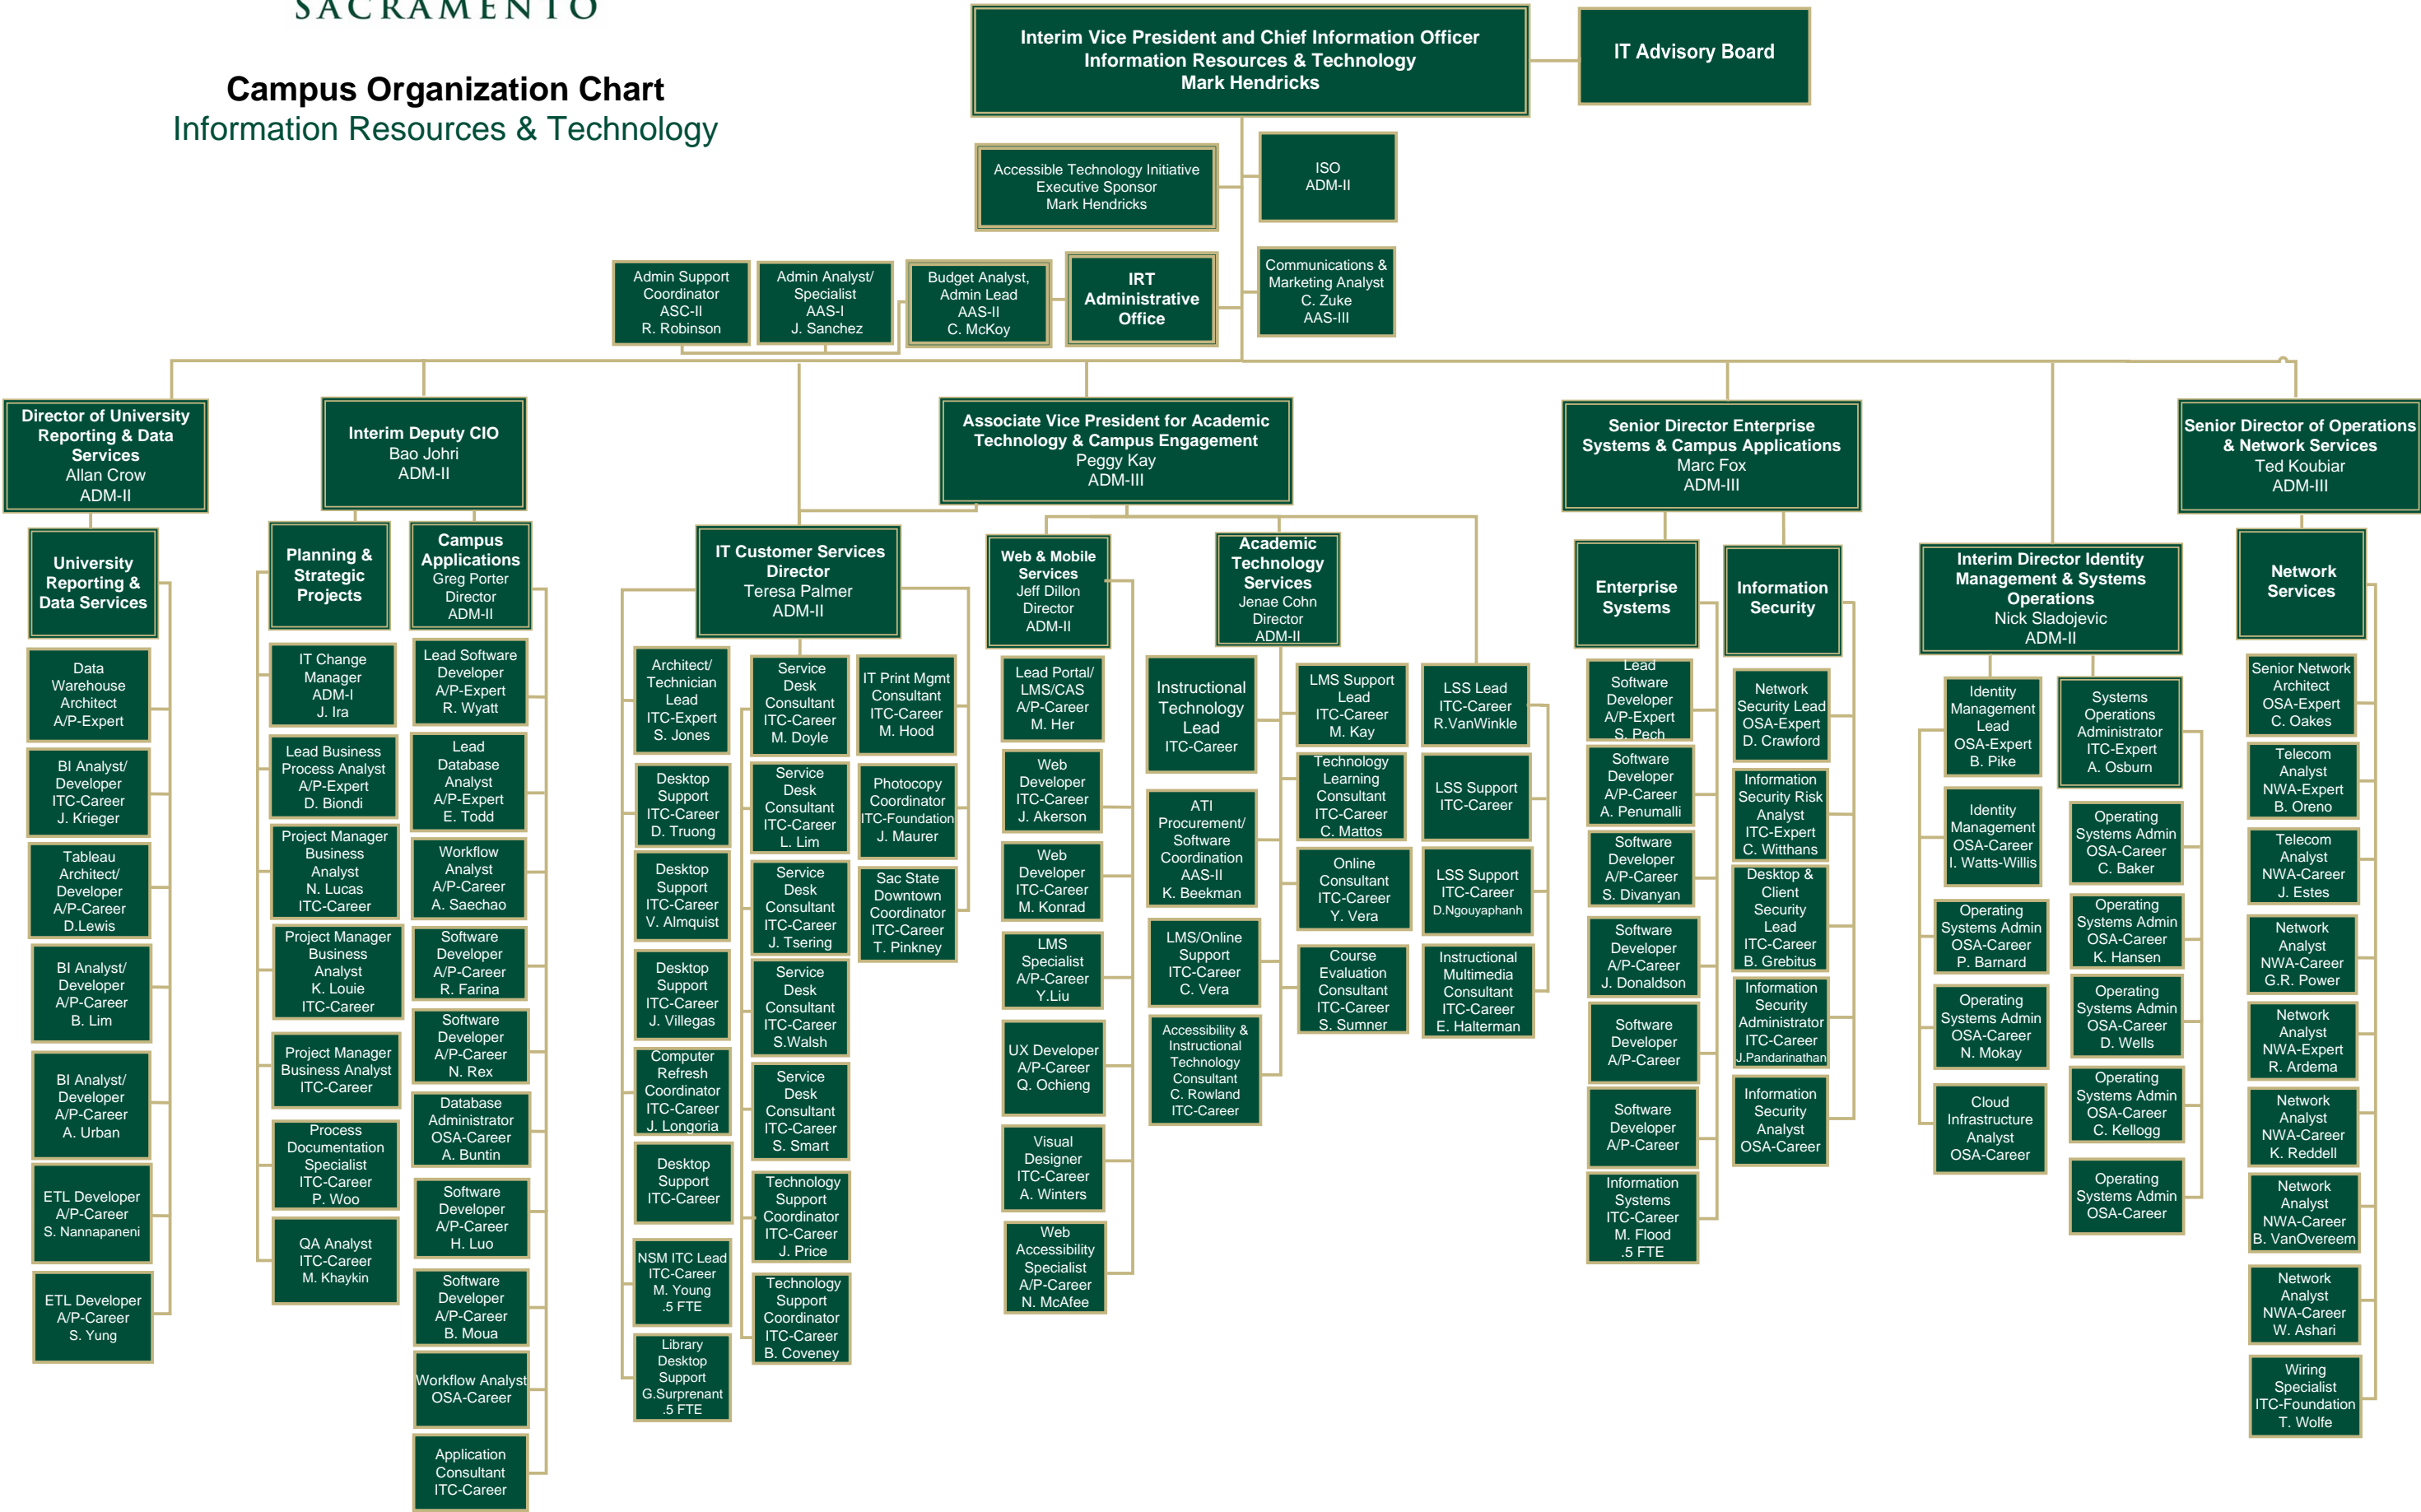 SACRAMENTO
Campus Organization Chart
Information Resources & Technology
Interim Vice President and Chief Information Officer
Information Resources & Technology
Mark Hendricks
IT Advisory Board
Accessible Technology Initiative
Executive Sponsor
Mark Hendricks
ISO
ADM-II
Admin Support
Coordinator
ASC-II
R. Robinson
Admin Analyst/
Specialist
AAS-I
J. Sanchez
Budget Analyst,
Admin Lead
AAS-II
C. McKoy
IRT
Administrative
Office
Communications &
Marketing Analyst
C. Zuke
AAS-III
Director of University
Reporting & Data
Services
Allan Crow
ADM-II
Interim Deputy CIO
Bao Johri
ADM-II
Associate Vice President for Academic
Technology & Campus Engagement
Peggy Kay
ADM-III
Senior Director Enterprise
Systems & Campus Applications
Marc Fox
ADM-III
Senior Director of Operations
& Network Services
Ted Koubiar
ADM-III
University
Reporting &
Data Services
Data
Warehouse
Architect
A/P-Expert
BI Analyst/
Developer
ITC-Career
J. Krieger
Tableau
Architect/
Developer
A/P-Career
D.Lewis
BI Analyst/
Developer
A/P-Career
B. Lim
BI Analyst/
Developer
A/P-Career
A. Urban
ETL Developer
A/P-Career
S. Nannapaneni
ETL Developer
A/P-Career
S. Yung
Planning &
Strategic
Projects
IT Change
Manager
ADM-I
J. Ira
Lead Business
Process Analyst
A/P-Expert
D. Biondi
Project Manager
Business
Analyst
N. Lucas
ITC-Career
Project Manager
Business
Analyst
K. Louie
ITC-Career
Project Manager
Business Analyst
ITC-Career
Process
Documentation
Specialist
ITC-Career
P. Woo
QA Analyst
ITC-Career
M. Khaykin
Campus
Applications
Greg Porter
Director
ADM-II
Lead Software
Developer
A/P-Expert
R. Wyatt
Lead
Database
Analyst
A/P-Expert
E. Todd
Workflow
Analyst
A/P-Career
A. Saechao
Software
Developer
A/P-Career
R. Farina
Software
Developer
A/P-Career
N. Rex
Database
Administrator
OSA-Career
A. Buntin
Software
Developer
A/P-Career
H. Luo
Software
Developer
A/P-Career
B. Moua
Workflow Analyst
OSA-Career
Application
Consultant
ITC-Career
IT Customer Services
Director
Teresa Palmer
ADM-II
Architect/
Technician
Lead
ITC-Expert
S. Jones
Desktop
Support
ITC-Career
D. Truong
Desktop
Support
ITC-Career
V. Almquist
Desktop
Support
ITC-Career
J. Villegas
Computer
Refresh
Coordinator
ITC-Career
J. Longoria
Desktop
Support
ITC-Career
NSM ITC Lead
ITC-Career
M. Young
.5 FTE
Library
Desktop
Support
G.Surprenant
.5 FTE
Service
Desk
Consultant
ITC-Career
M. Doyle
Service
Desk
Consultant
ITC-Career
L. Lim
Service
Desk
Consultant
ITC-Career
J. Tsering
Service
Desk
Consultant
ITC-Career
S.Walsh
Service
Desk
Consultant
ITC-Career
S. Smart
Technology
Support
Coordinator
ITC-Career
J. Price
Technology
Support
Coordinator
ITC-Career
B. Coveney
IT Print Mgmt
Consultant
ITC-Career
M. Hood
Photocopy
Coordinator
ITC-Foundation
J. Maurer
Sac State
Downtown
Coordinator
ITC-Career
T. Pinkney
Web & Mobile
Services
Jeff Dillon
Director
ADM-II
Lead Portal/
LMS/CAS
A/P-Career
M. Her
Web
Developer
ITC-Career
J. Akerson
Web
Developer
ITC-Career
M. Konrad
LMS
Specialist
A/P-Career
Y.Liu
UX Developer
A/P-Career
Q. Ochieng
Visual
Designer
ITC-Career
A. Winters
Web
Accessibility
Specialist
A/P-Career
N. McAfee
Academic
Technology
Services
Jenae Cohn
Director
ADM-II
Instructional
Technology
Lead
ITC-Career
ATI
Procurement/
Software
Coordination
AAS-II
K. Beekman
LMS/Online
Support
ITC-Career
C. Vera
Accessibility &
Instructional
Technology
Consultant
C. Rowland
ITC-Career
LMS Support
Lead
ITC-Career
M. Kay
Technology
Learning
Consultant
ITC-Career
C. Mattos
Online
Consultant
ITC-Career
Y. Vera
Course
Evaluation
Consultant
ITC-Career
S. Sumner
LSS Lead
ITC-Career
R.VanWinkle
LSS Support
ITC-Career
LSS Support
ITC-Career
D.Ngouyaphanh
Instructional
Multimedia
Consultant
ITC-Career
E. Halterman
Enterprise
Systems
Lead
Software
Developer
A/P-Expert
S. Pech
Software
Developer
A/P-Career
A. Penumalli
Software
Developer
A/P-Career
S. Divanyan
Software
Developer
A/P-Career
J. Donaldson
Software
Developer
A/P-Career
Software
Developer
A/P-Career
Information
Systems
ITC-Career
M. Flood
.5 FTE
Information
Security
Network
Security Lead
OSA-Expert
D. Crawford
Information
Security Risk
Analyst
ITC-Expert
C. Witthans
Desktop &
Client
Security
Lead
ITC-Career
B. Grebitus
Information
Security
Administrator
ITC-Career
J.Pandarinathan
Information
Security
Analyst
OSA-Career
Interim Director Identity
Management & Systems
Operations
Nick Sladojevic
ADM-II
Identity
Management
Lead
OSA-Expert
B. Pike
Identity
Management
OSA-Career
I. Watts-Willis
Operating
Systems Admin
OSA-Career
P. Barnard
Operating
Systems Admin
OSA-Career
N. Mokay
Cloud
Infrastructure
Analyst
OSA-Career
Systems
Operations
Administrator
ITC-Expert
A. Osburn
Operating
Systems Admin
OSA-Career
C. Baker
Operating
Systems Admin
OSA-Career
K. Hansen
Operating
Systems Admin
OSA-Career
D. Wells
Operating
Systems Admin
OSA-Career
C. Kellogg
Operating
Systems Admin
OSA-Career
Network
Services
Senior Network
Architect
OSA-Expert
C. Oakes
Telecom
Analyst
NWA-Expert
B. Oreno
Telecom
Analyst
NWA-Career
J. Estes
Network
Analyst
NWA-Career
G.R. Power
Network
Analyst
NWA-Expert
R. Ardema
Network
Analyst
NWA-Career
K. Reddell
Network
Analyst
NWA-Career
B. VanOvereem
Network
Analyst
NWA-Career
W. Ashari
Wiring
Specialist
ITC-Foundation
T. Wolfe